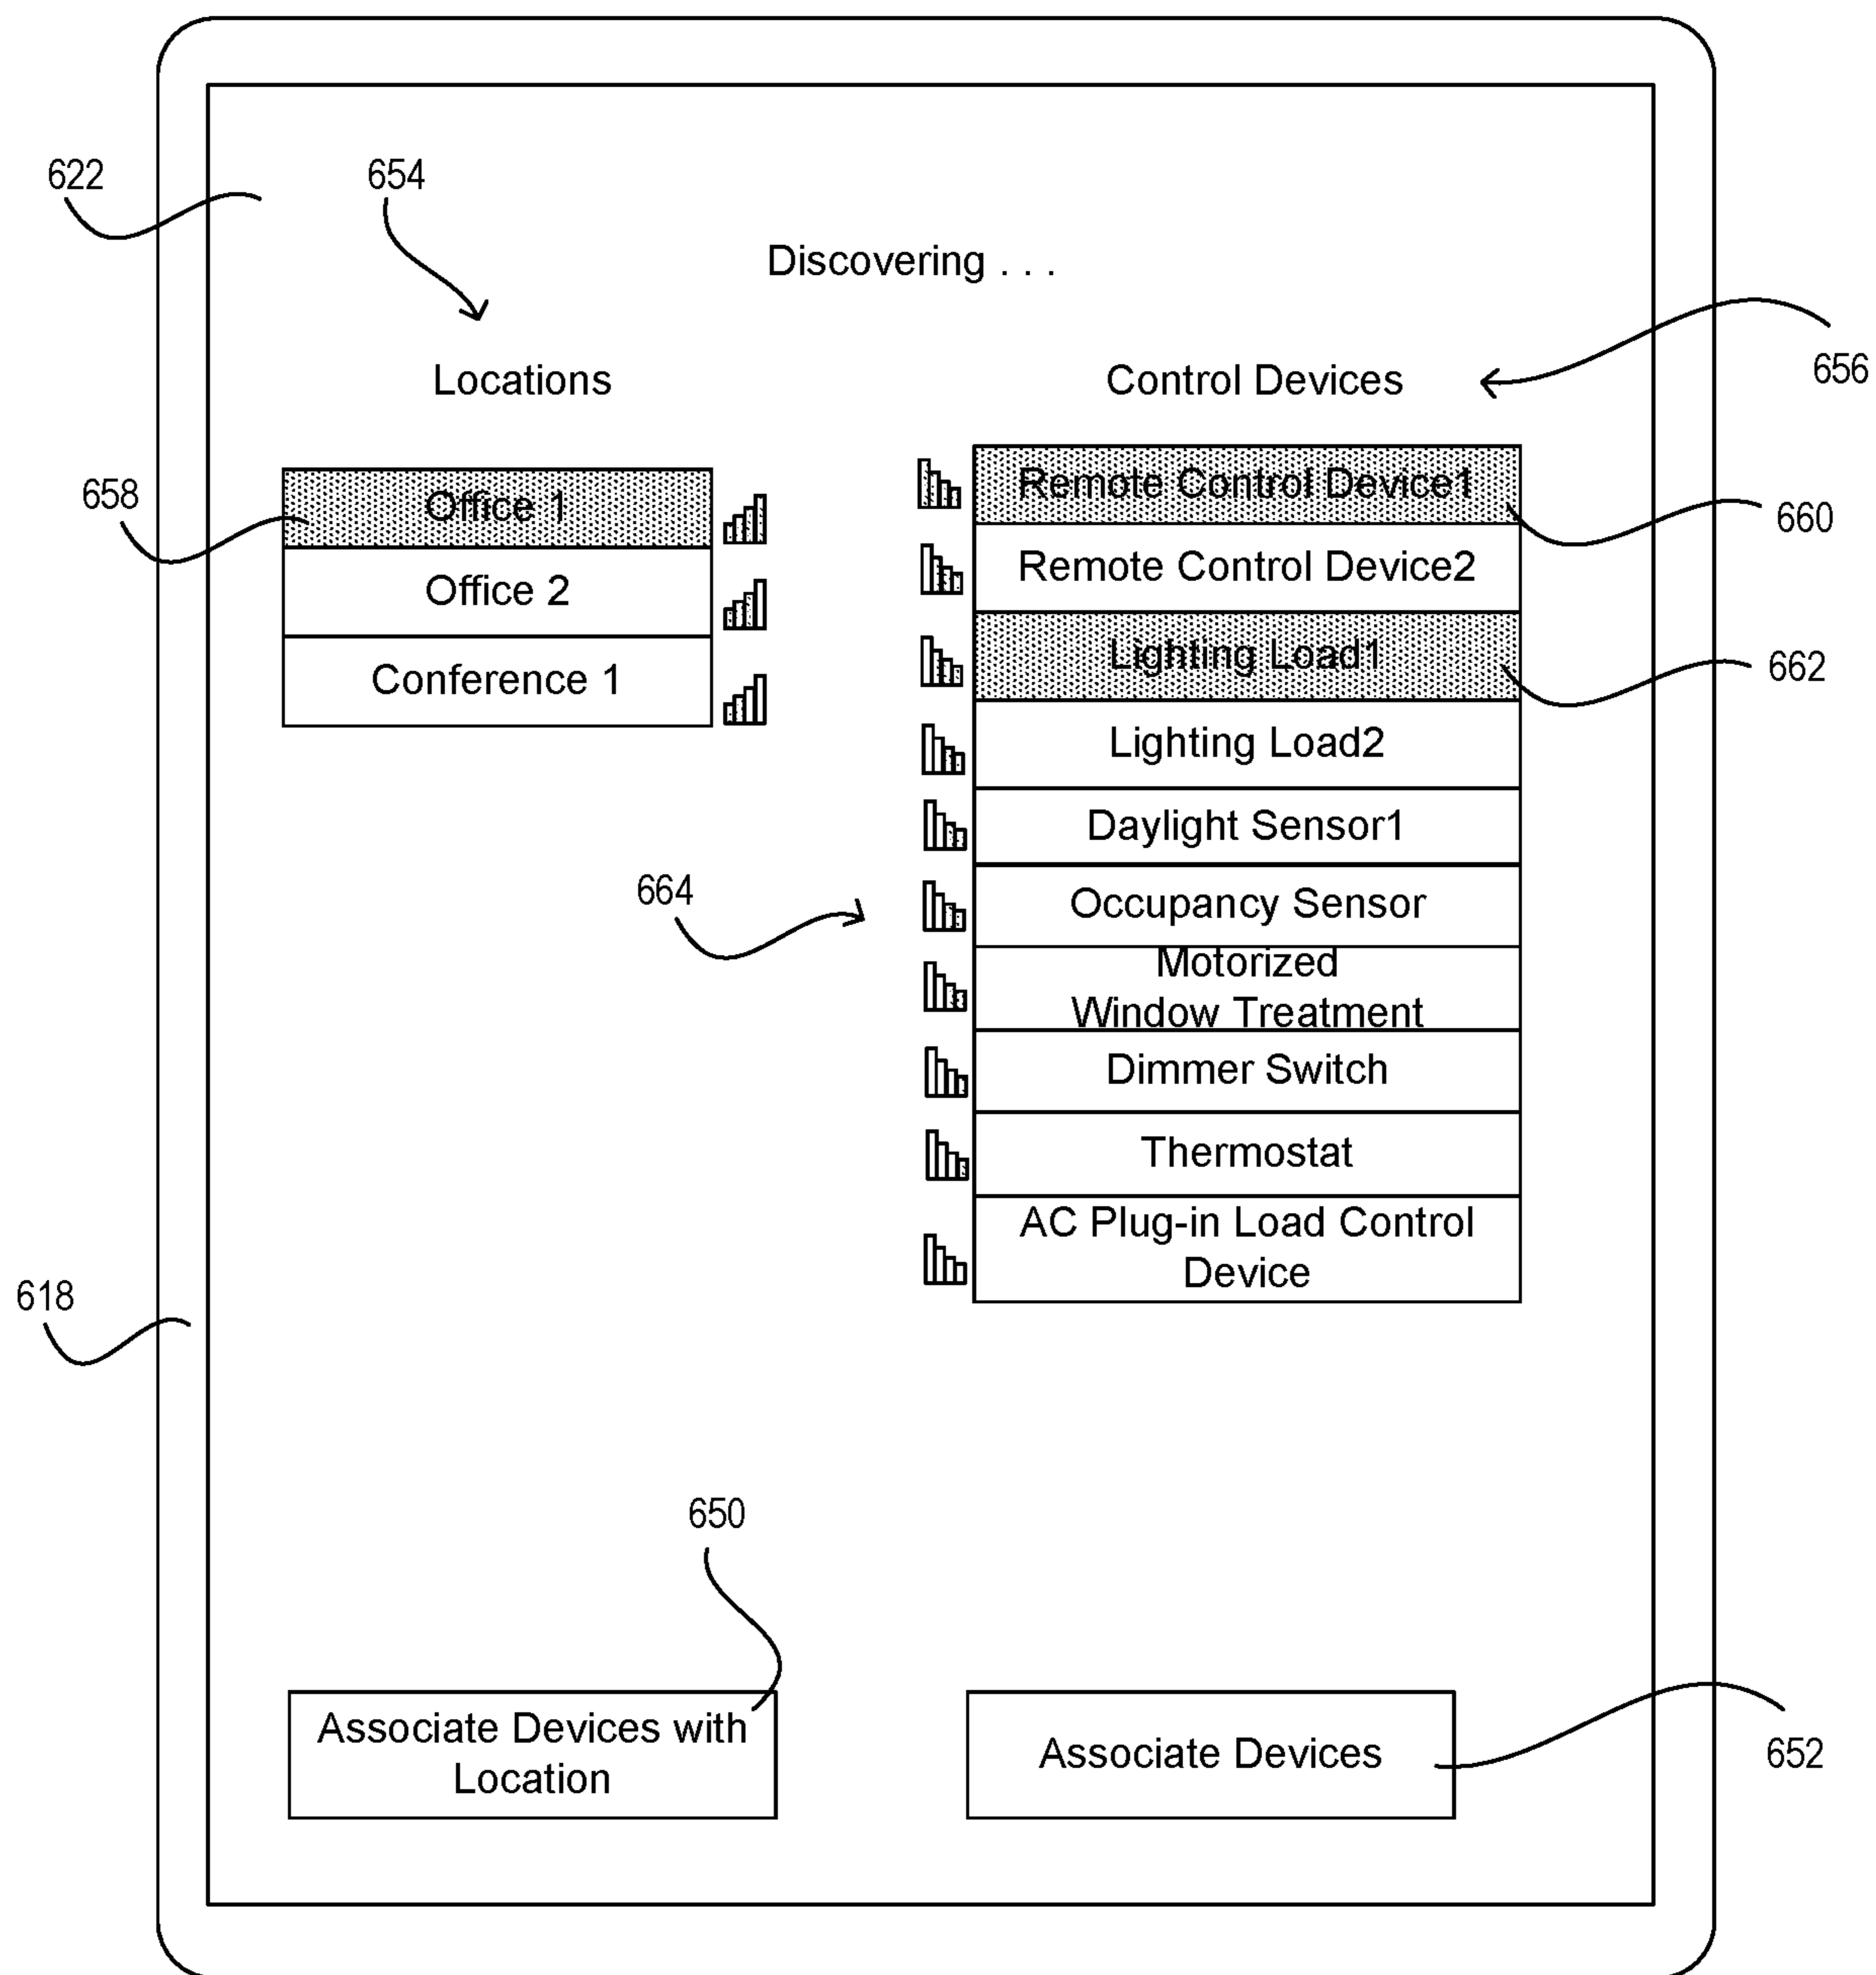 622
654
Discovering . . .
656
Locations
Control Devices
658
Office 1
Office 2
Conference 1
Remote Control Device1
660
Remote Control Device2
Lighting Load1
662
Lighting Load2
Daylight Sensor1
664
Occupancy Sensor
Motorized
Window Treatment
Dimmer Switch
Thermostat
AC Plug-in Load Control
Device
618
650
Associate Devices with
Location
Associate Devices
652